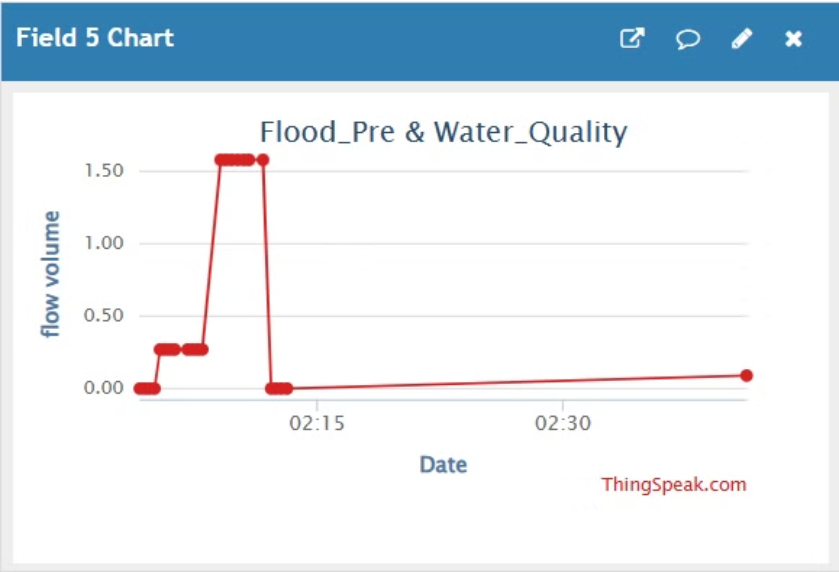 Field 5 Chart
Flood_Pre & Water_Quality
flow volume
1.50
1.00
0.50
0.00
02:15
02:30
Date
ThingSpeak.com